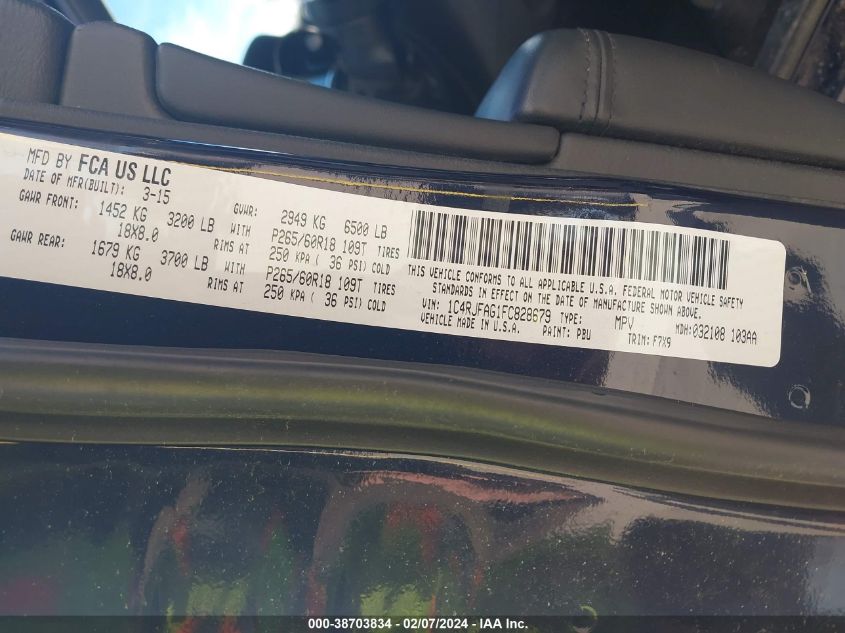 MFD BY FCA US LLC
DATE OF MFR(BUILT): 3-15 GVWR: 2949 KG 6500 LB
GAWR FRONT: 1452 KG 3200 LB WITH P265/60R18 109T TIRES
18X8.0 RIMS AT 250 KPA ( 36 PSI) COLD
GAWR REAR: 1679 KG 3700 LB WITH P265/60R18 109T TIRES
18X8.0 RIMS AT 250 KPA ( 36 PSI) COLD
THIS VEHICLE CONFORMS TO ALL APPLICABLE U.S.A. FEDERAL MOTOR VEHICLE SAFETY
STANDARDS IN EFFECT ON THE DATE OF MANUFACTURE SHOWN ABOVE.
VIN: 1C4RJFAG1FC828679 TYPE: MPV MDH:032108 103AA
VEHICLE MADE IN U.S.A. PAINT: PBU TRIM: F7X9
000-38703834 - 02/07/2024 - IAA Inc.